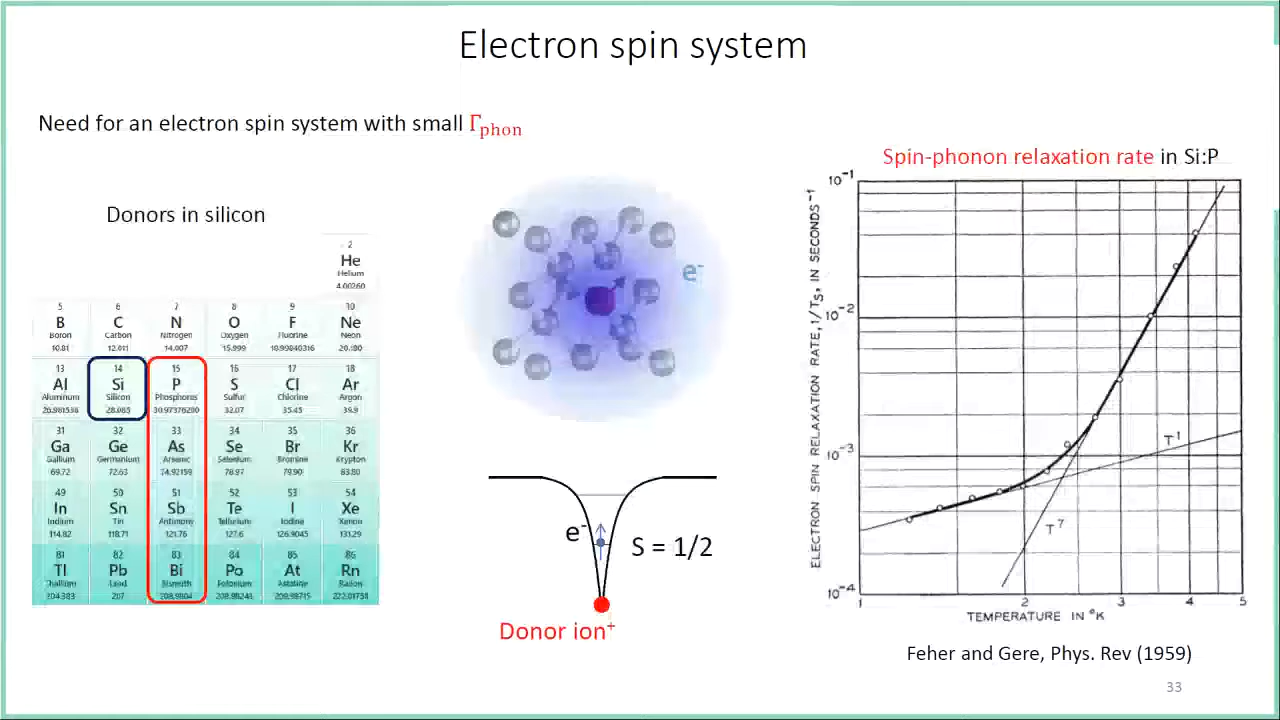 Electron spin system
Need for an electron spin system with small Γphon
Donors in silicon
2
He
Helium
4.00260
5 6 7 8 9 10
B C N O F Ne
Boron Carbon Nitrogen Oxygen Fluorine Neon
10.81 12.011 14.007 15.999 20.180
13 14 15 16 17 18
Al Si P S Cl Ar
Aluminum Silicon Phosphorus Sulfur Chlorine Argon
26.981538 28.085 30.97376200 32.07 35.45 39.9
31 32 33 34 35 36
Ga Ge As Se Br Kr
Gallium Germanium Arsenic Selenium Bromine Krypton
69.72 72.63 74.92159 78.97 79.90 83.80
49 50 51 52 53 54
In Sn Sb Te I Xe
Indium Tin Antimony Tellurium Iodine Xenon
114.82 118.71 121.76 127.6 126.9045 131.29
81 82 83 84 85 86
Tl Pb Bi Po At Rn
Thallium Lead Bismuth Polonium Astatine Radon
204.383 207 208.9804 208.98243 209.98715 222.01758
e⁻
e⁻
S = 1/2
Donor ion⁺
Spin-phonon relaxation rate in Si:P
ELECTRON SPIN RELAXATION RATE, 1/Ts, IN SECONDS⁻¹
10⁻¹
10⁻²
10⁻³
10⁻⁴
T¹
T⁷
1 2 3 4 5
TEMPERATURE IN °K
Feher and Gere, Phys. Rev (1959)
33